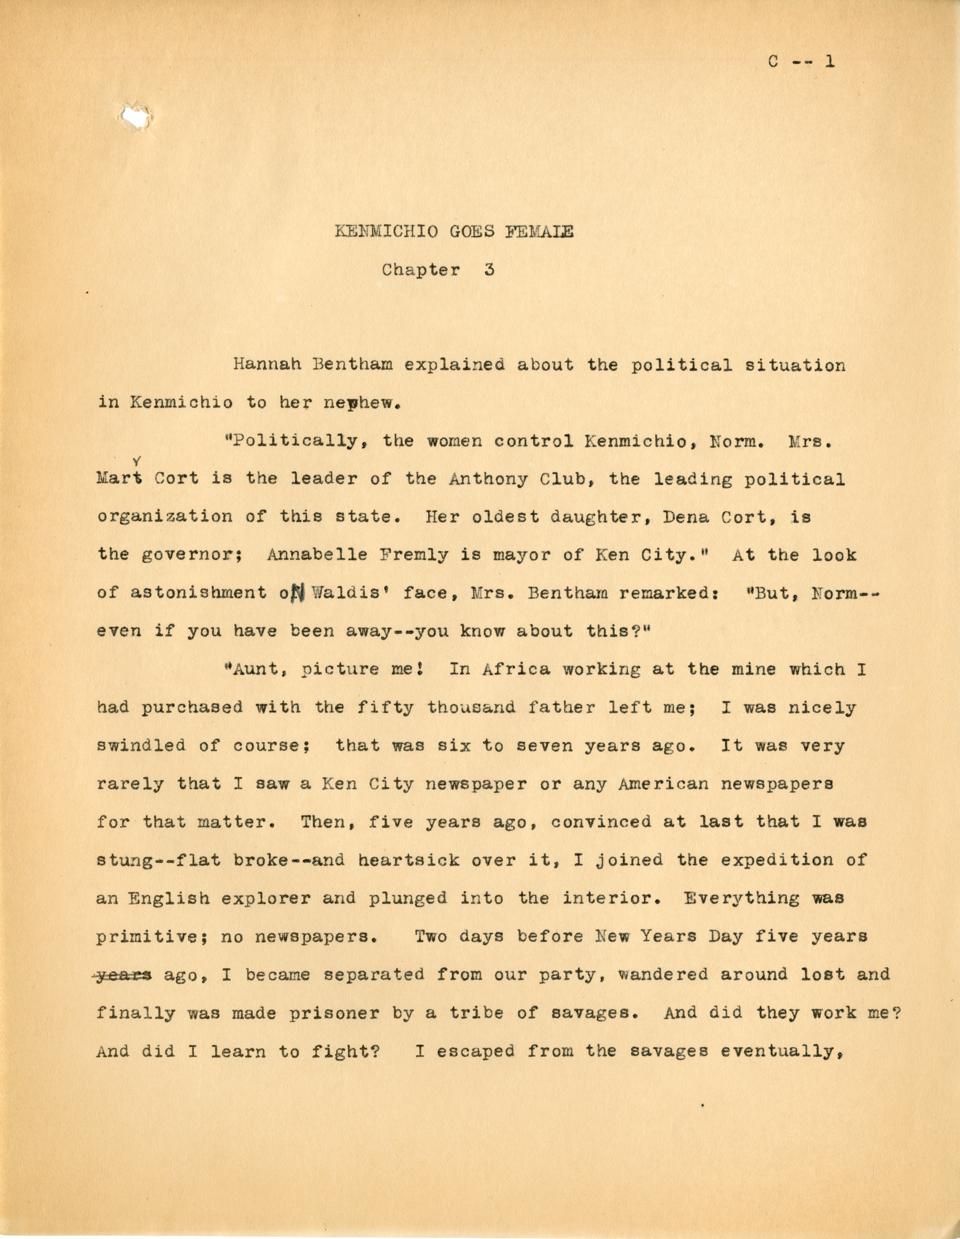 C -- 1
KENMICHIO GOES FEMALE
Chapter 3
Hannah Bentham explained about the political situation
in Kenmichio to her nephew.
"Politically, the women control Kenmichio, Norm. Mrs.
Mary Cort is the leader of the Anthony Club, the leading political
organization of this state. Her oldest daughter, Dena Cort, is
the governor; Annabelle Fremly is mayor of Ken City." At the look
of astonishment oN Waldis' face, Mrs. Bentham remarked: "But, Norm--
even if you have been away--you know about this?"
"Aunt, picture me! In Africa working at the mine which I
had purchased with the fifty thousand father left me; I was nicely
swindled of course; that was six to seven years ago. It was very
rarely that I saw a Ken City newspaper or any American newspapers
for that matter. Then, five years ago, convinced at last that I was
stung--flat broke--and heartsick over it, I joined the expedition of
an English explorer and plunged into the interior. Everything was
primitive; no newspapers. Two days before New Years Day five years
years ago, I became separated from our party, wandered around lost and
finally was made prisoner by a tribe of savages. And did they work me?
And did I learn to fight? I escaped from the savages eventually,